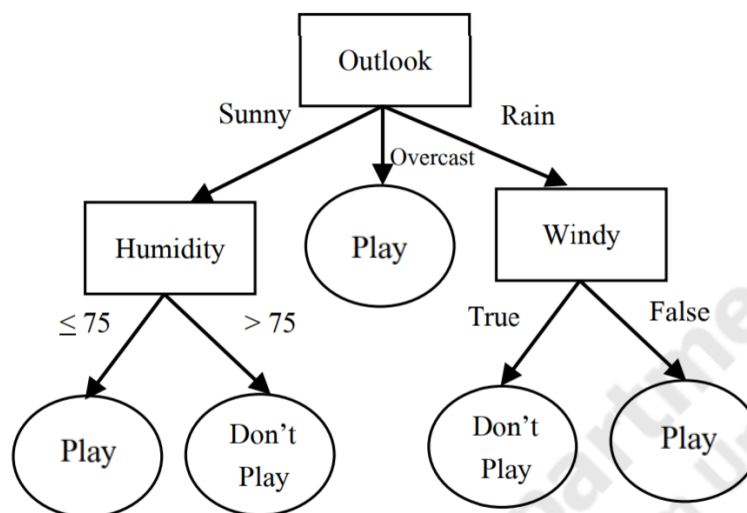 Outlook
Sunny
Overcast
Rain
Humidity
Play
Windy
≤ 75
> 75
True
False
Play
Don't
Play
Don't
Play
Play